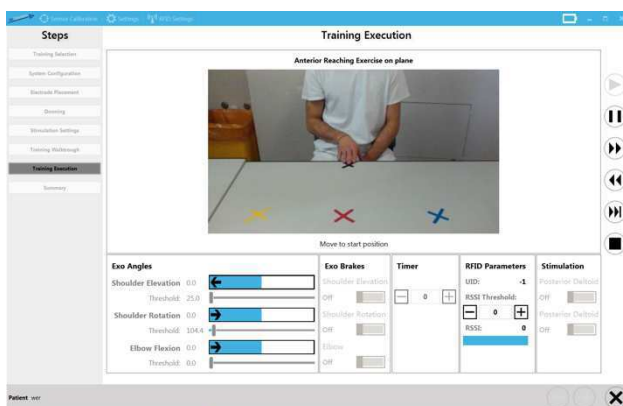 Sensor Calibration Settings RFID Settings
Steps
Training Selection
System Configuration
Electrode Placement
Donning
Stimulation Settings
Training Walkthrough
Training Execution
Summary
Training Execution
Anterior Reaching Exercise on plane
Move to start position
Exo Angles
Shoulder Elevation 0.0
Threshold: 25.0
Shoulder Rotation 0.0
Threshold: 104.4
Elbow Flexion 0.0
Threshold: 0.0
Exo Brakes
Shoulder Elevation
Off
Shoulder Rotation
Off
Elbow
Off
Timer
0
RFID Parameters
UID: -1
RSSI Threshold:
0
RSSI: 0
Stimulation
Posterior Deltoid
Off
Posterior Deltoid
Off
Patient wer